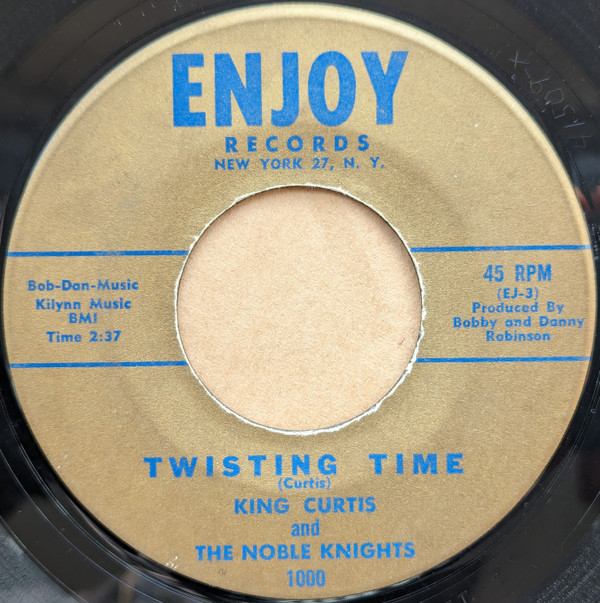 ENJOY
RECORDS
NEW YORK 27, N. Y.
Bob-Dan-Music
Kilynn Music
BMI
Time 2:37
45 RPM
(EJ-3)
Produced By
Bobby and Danny
Robinson
TWISTING TIME
(Curtis)
KING CURTIS
and
THE NOBLE KNIGHTS
1000